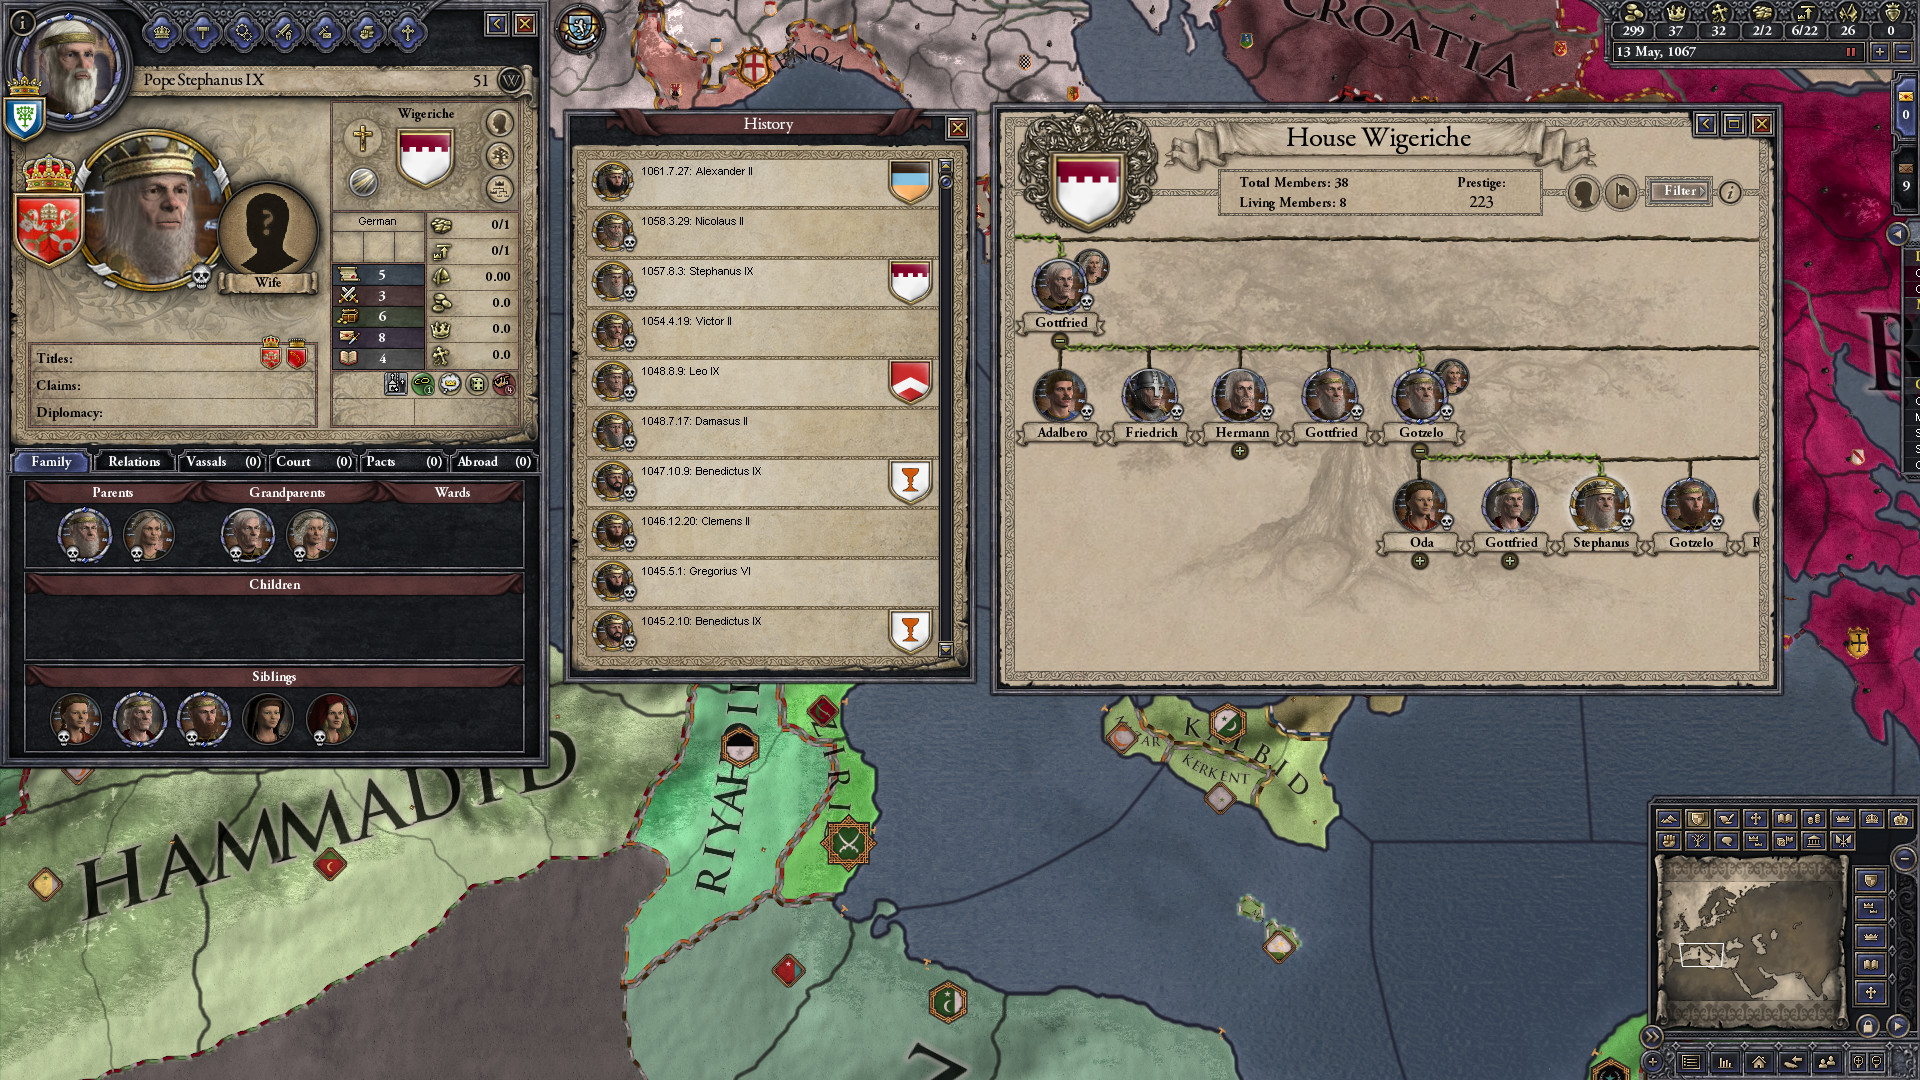 Pope Stephanus IX 51
Wigeriche
German
Wife
5
3
6
8
4
0/1
0/1
0.00
0.0
0.0
0.0
Titles:
Claims:
Diplomacy:
Family
Relations
Vassals (0)
Court (0)
Pacts (0)
Abroad (0)
Parents
Grandparents
Wards
Children
Siblings
History
1061.7.27: Alexander II
1058.3.29: Nicolaus II
1057.8.3: Stephanus IX
1054.4.19: Victor II
1048.8.9: Leo IX
1048.7.17: Damasus II
1047.10.9: Benedictus IX
1046.12.20: Clemens II
1045.5.1: Gregorius VI
1045.2.10: Benedictus IX
House Wigeriche
Total Members: 38
Living Members: 8
Prestige:
223
Filter
Gottfried
Adalbero
Friedrich
Hermann
Gottfried
Gotzelo
Oda
Gottfried
Stephanus
Gotzelo
299 37 32 2/2 6/22 26 0
13 May, 1067
0
9
ENOA
CROATIA
HAMMADID
RIYAHID
ZIRI
KALBID
KERKENT